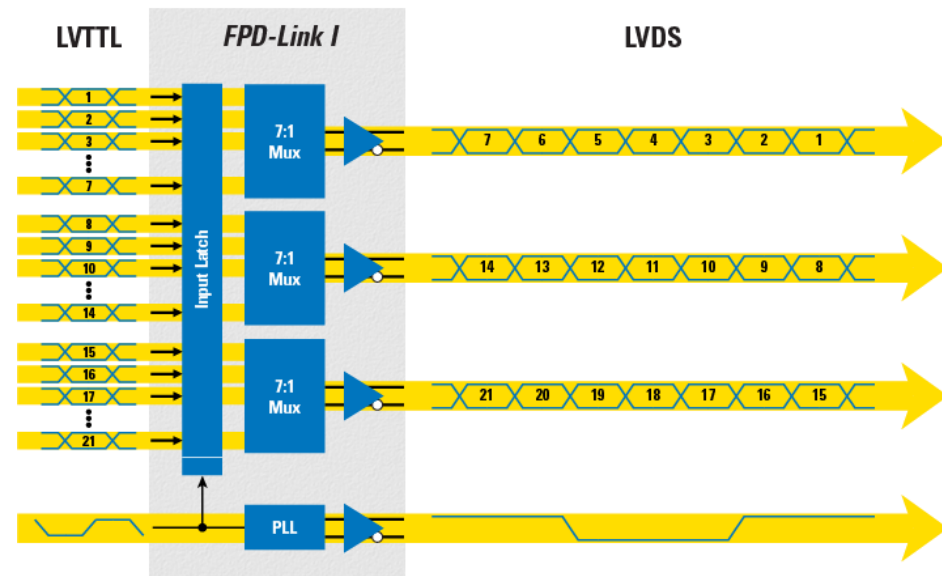 LVTTL FPD-Link I LVDS
1
2
3
7
8
9
10
14
15
16
17
21
Input Latch
7:1
Mux
7:1
Mux
7:1
Mux
PLL
7 6 5 4 3 2 1
14 13 12 11 10 9 8
21 20 19 18 17 16 15